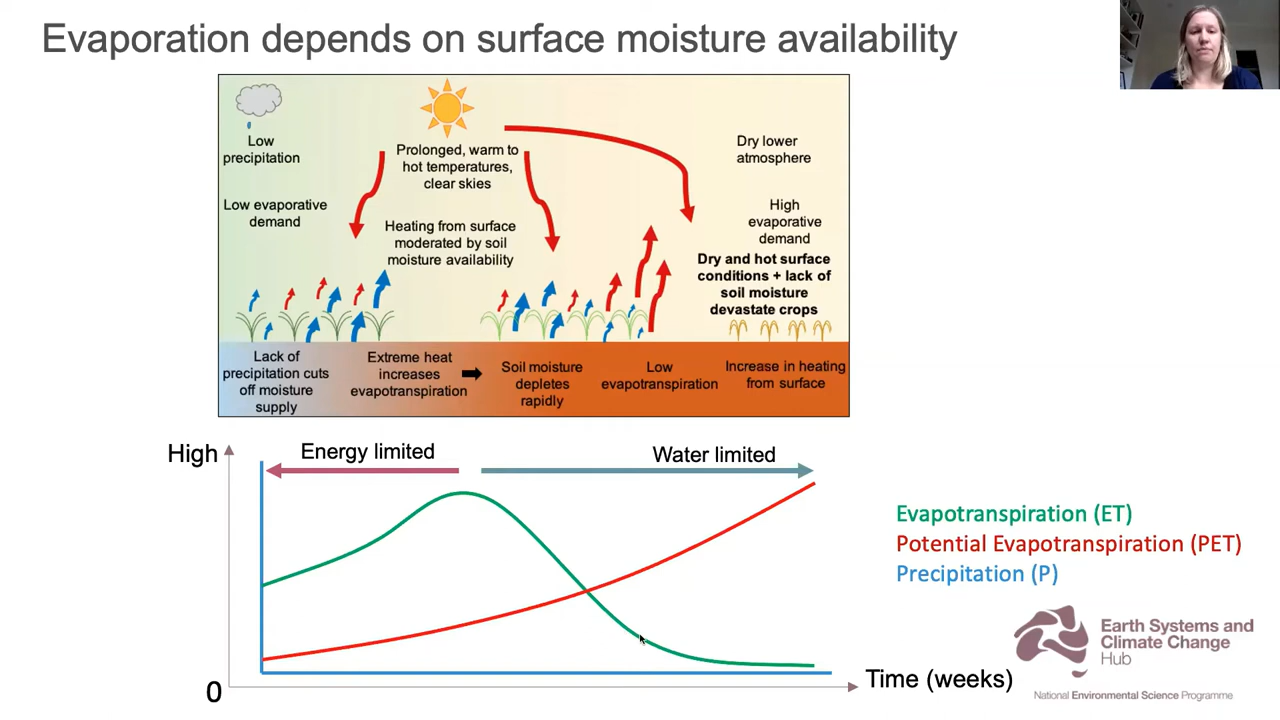 Evaporation depends on surface moisture availability
Low
precipitation
Prolonged, warm to
hot temperatures,
clear skies
Dry lower
atmosphere
Low evaporative
demand
Heating from surface
moderated by soil
moisture availability
High
evaporative
demand
Dry and hot surface
conditions + lack of
soil moisture
devastate crops
Lack of
precipitation cuts
off moisture
supply
Extreme heat
increases
evapotranspiration
Soil moisture
depletes
rapidly
Low
evapotranspiration
Increase in heating
from surface
High
Energy limited
Water limited
Evapotranspiration (ET)
Potential Evapotranspiration (PET)
Precipitation (P)
0
Time (weeks)
Earth Systems and
Climate Change
Hub
National Environmental Science Programme